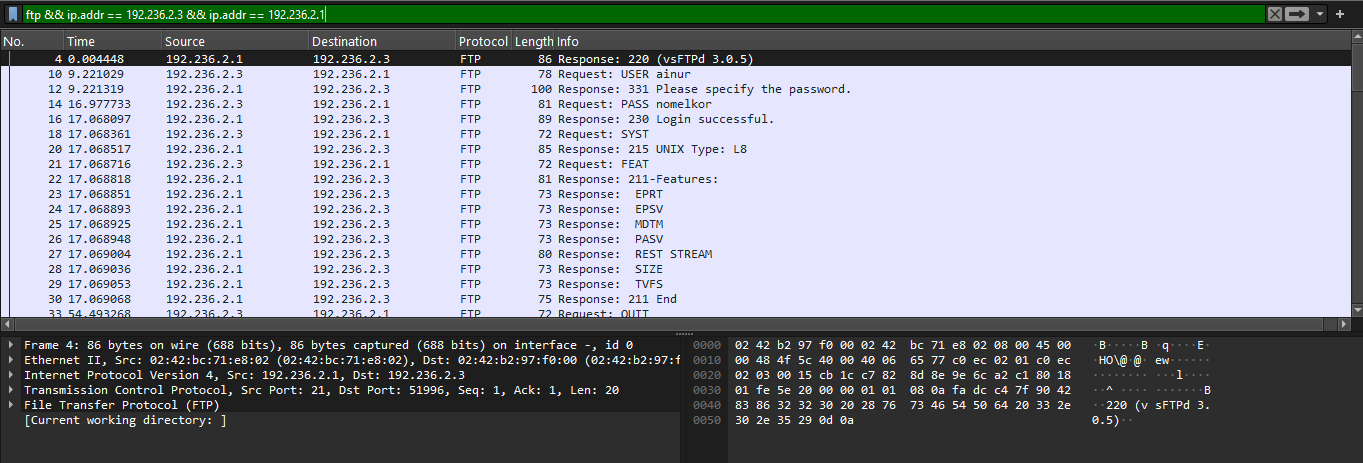 ftp && ip.addr == 192.236.2.3 && ip.addr == 192.236.2.1
No. Time Source Destination Protocol Length Info
4 0.004448 192.236.2.1 192.236.2.3 FTP 86 Response: 220 (vsFTPd 3.0.5)
10 9.221029 192.236.2.3 192.236.2.1 FTP 78 Request: USER ainur
12 9.221319 192.236.2.1 192.236.2.3 FTP 100 Response: 331 Please specify the password.
14 16.977733 192.236.2.3 192.236.2.1 FTP 81 Request: PASS nomelkor
16 17.068097 192.236.2.1 192.236.2.3 FTP 89 Response: 230 Login successful.
18 17.068361 192.236.2.3 192.236.2.1 FTP 72 Request: SYST
20 17.068517 192.236.2.1 192.236.2.3 FTP 85 Response: 215 UNIX Type: L8
21 17.068716 192.236.2.3 192.236.2.1 FTP 72 Request: FEAT
22 17.068818 192.236.2.1 192.236.2.3 FTP 81 Response: 211-Features:
23 17.068851 192.236.2.1 192.236.2.3 FTP 73 Response: EPRT
24 17.068893 192.236.2.1 192.236.2.3 FTP 73 Response: EPSV
25 17.068925 192.236.2.1 192.236.2.3 FTP 73 Response: MDTM
26 17.068948 192.236.2.1 192.236.2.3 FTP 73 Response: PASV
27 17.069004 192.236.2.1 192.236.2.3 FTP 80 Response: REST STREAM
28 17.069036 192.236.2.1 192.236.2.3 FTP 73 Response: SIZE
29 17.069053 192.236.2.1 192.236.2.3 FTP 73 Response: TVFS
30 17.069068 192.236.2.1 192.236.2.3 FTP 75 Response: 211 End
33 54.493268 192.236.2.3 192.236.2.1 FTP 72 Request: QUIT
Frame 4: 86 bytes on wire (688 bits), 86 bytes captured (688 bits) on interface -, id 0
Ethernet II, Src: 02:42:bc:71:e8:02 (02:42:bc:71:e8:02), Dst: 02:42:b2:97:f0:00 (02:42:b2:97:f
Internet Protocol Version 4, Src: 192.236.2.1, Dst: 192.236.2.3
Transmission Control Protocol, Src Port: 21, Dst Port: 51996, Seq: 1, Ack: 1, Len: 20
File Transfer Protocol (FTP)
[Current working directory: ]
0000 02 42 b2 97 f0 00 02 42 bc 71 e8 02 08 00 45 00 ·B·····B ·q····E·
0010 00 48 4f 5c 40 00 40 06 65 77 c0 ec 02 01 c0 ec ·HO\@·@· ew······
0020 02 03 00 15 cb 1c c7 82 8d 8e 9e 6c a2 c1 80 18 ········ ···l····
0030 01 fe 5e 20 00 00 01 01 08 0a fa dc c4 7f 90 42 ··^ ···· ·······B
0040 83 86 32 32 30 20 28 76 73 46 54 50 64 20 33 2e ··220 (v sFTPd 3.
0050 30 2e 35 29 0d 0a 0.5)··